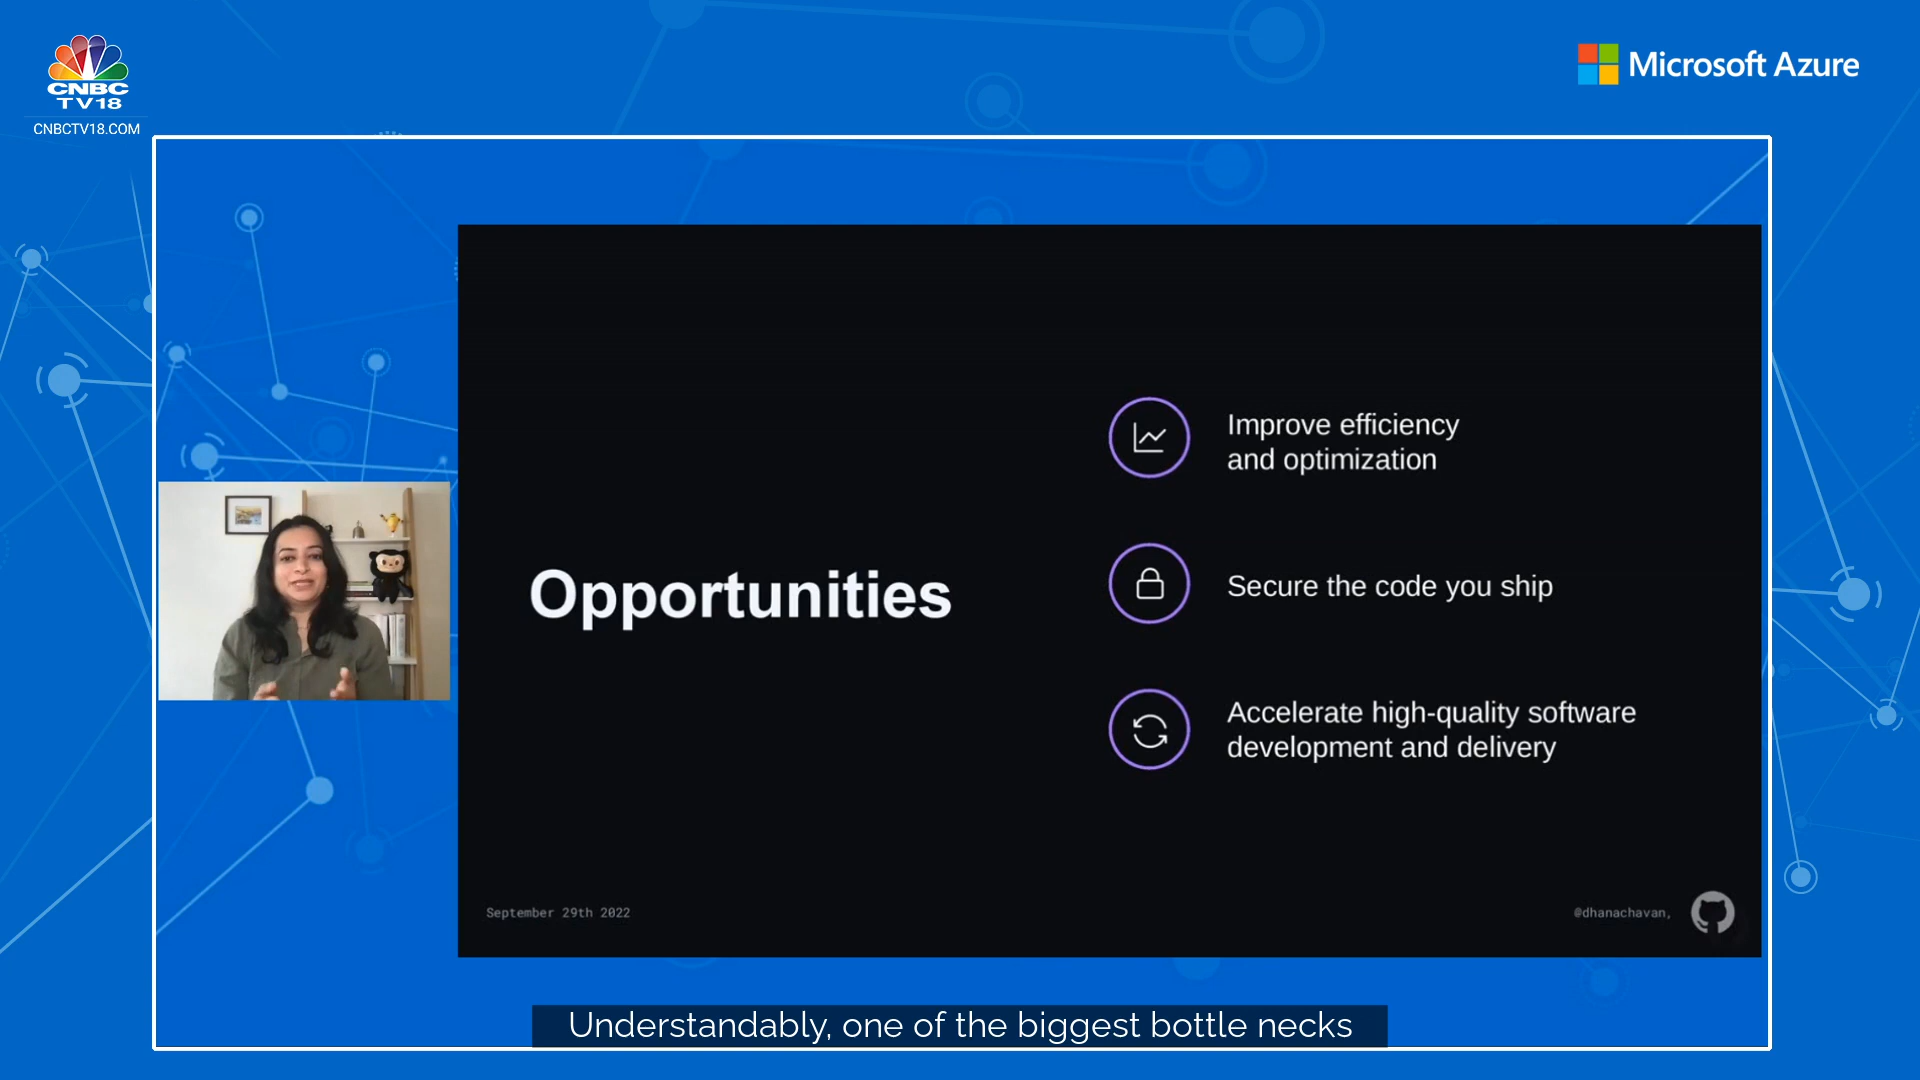 CNBC
TV18
CNBCTV18.COM
Microsoft Azure
Opportunities
Improve efficiency
and optimization
Secure the code you ship
Accelerate high-quality software
development and delivery
September 29th 2022
@dhanachavan,
Understandably, one of the biggest bottle necks